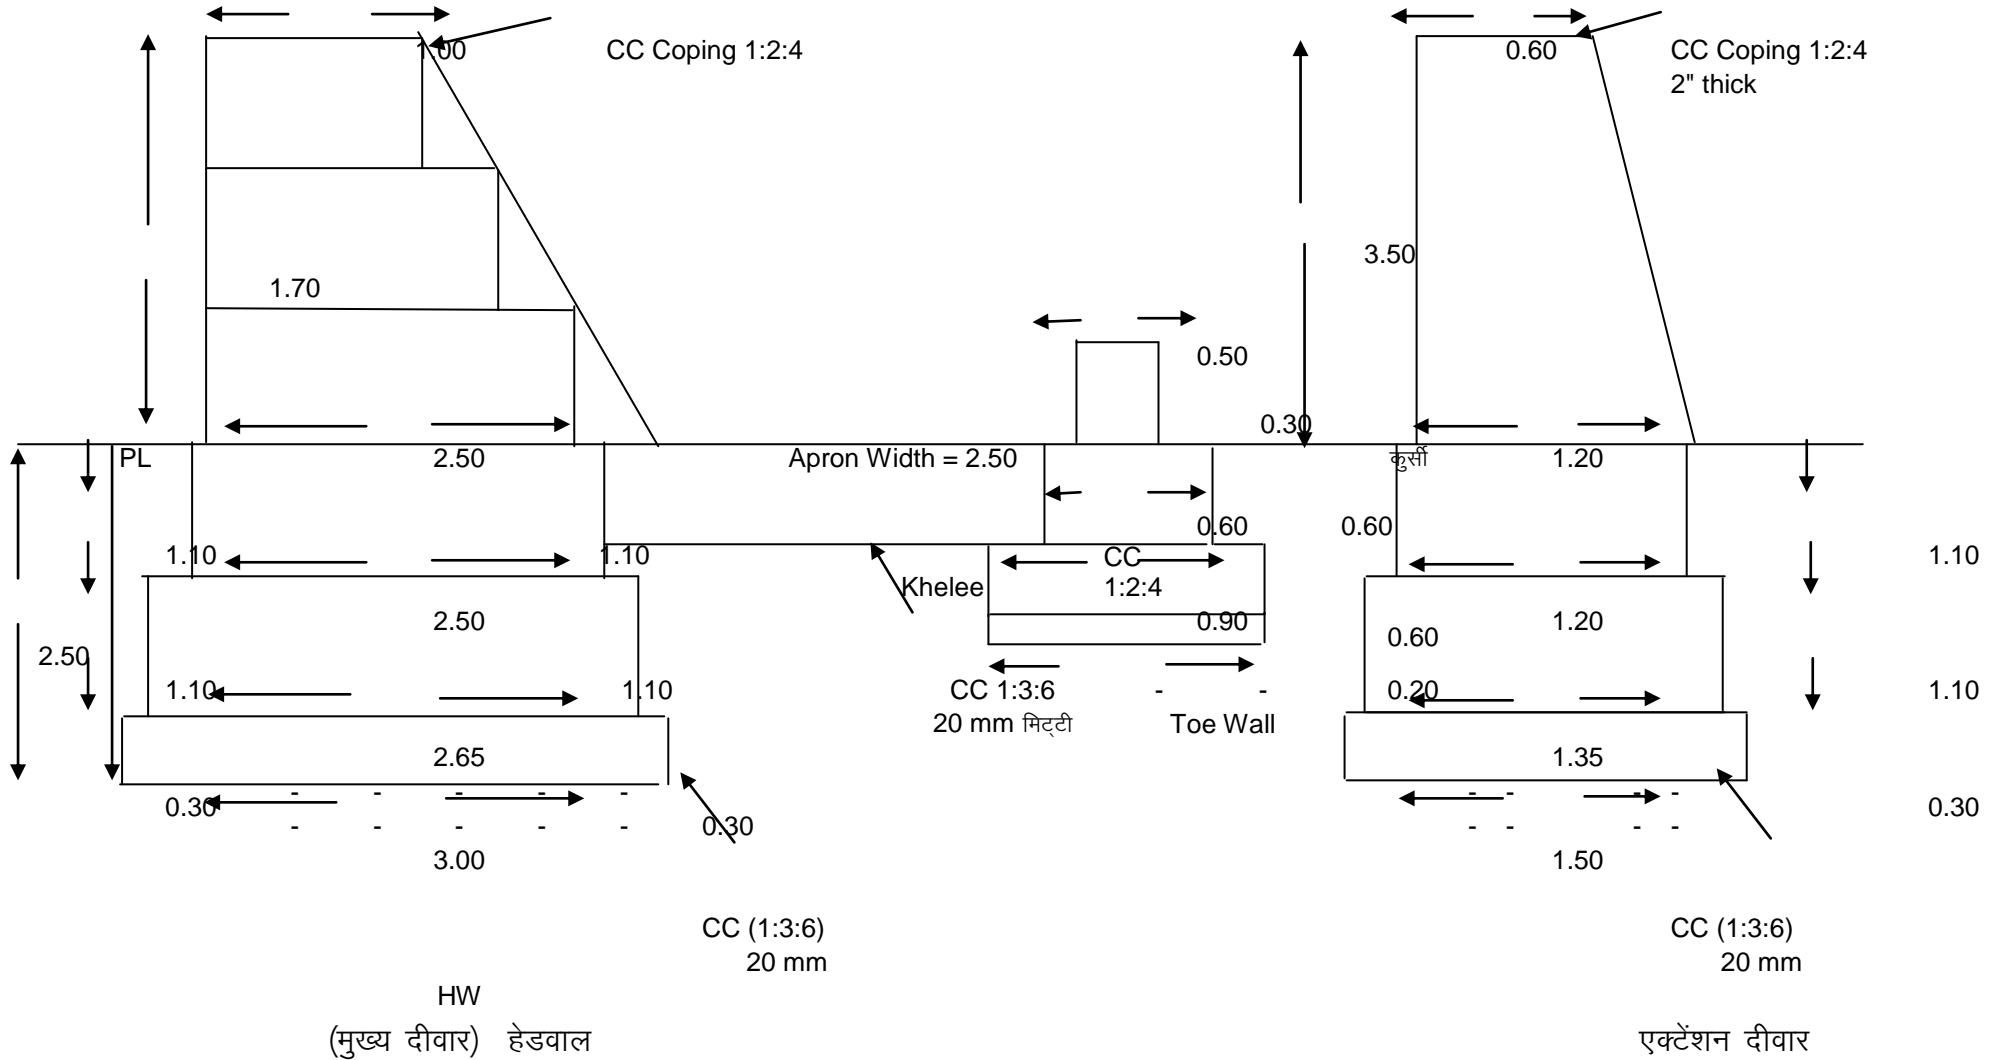 1.00 CC Coping 1:2:4 0.60 CC Coping 1:2:4
2" thick
3.50
1.70
0.50
0.30
PL 2.50 Apron Width = 2.50 कुर्सी 1.20
0.60 0.60
1.10 1.10 CC 1.10
Khelee 1:2:4
2.50 0.90 1.20
0.60
2.50
1.10 1.10 CC 1:3:6 - - 0.20 1.10
20 mm मिट्टी Toe Wall
2.65 1.35
- - - - - - - - -
0.30 0.30
- - - - - 0.30 - - - -
3.00 1.50
CC (1:3:6) CC (1:3:6)
20 mm 20 mm
HW
(मुख्य दीवार) हेडवाल एक्टेंशन दीवार